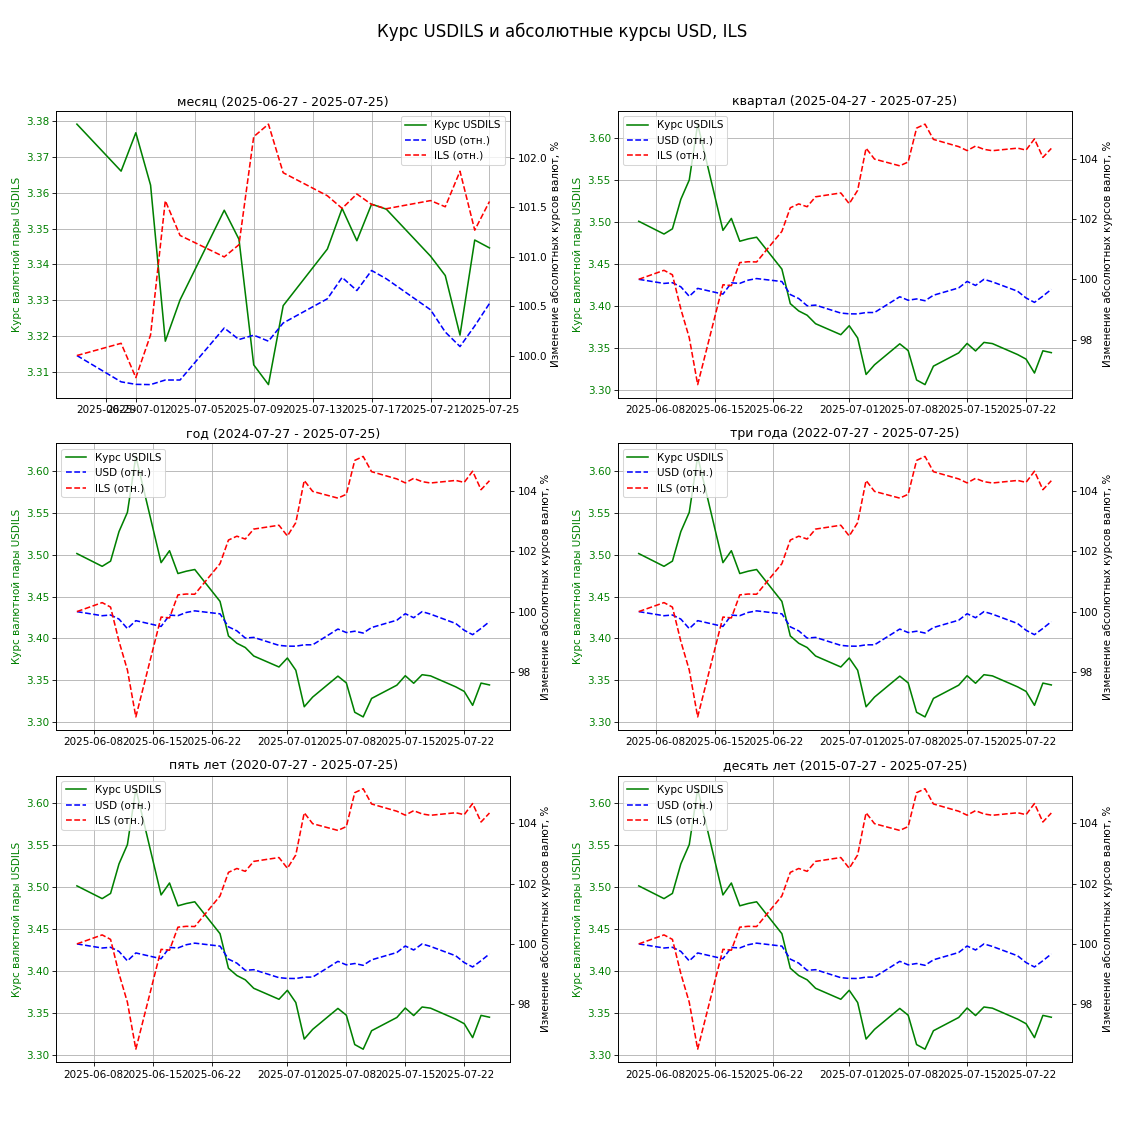 Курс USDILS и абсолютные курсы USD, ILS
месяц (2025-06-27 - 2025-07-25)
Курс USDILS
USD (отн.)
ILS (отн.)
Курс валютной пары USDILS
3.38
3.37
3.36
3.35
3.34
3.33
3.32
3.31
102.0
101.5
101.0
100.5
100.0
Изменение абсолютных курсов валют, %
2025-06-29 2025-07-01 2025-07-05 2025-07-09 2025-07-13 2025-07-17 2025-07-21 2025-07-25
квартал (2025-04-27 - 2025-07-25)
Курс USDILS
USD (отн.)
ILS (отн.)
Курс валютной пары USDILS
3.60
3.55
3.50
3.45
3.40
3.35
3.30
104
102
100
98
Изменение абсолютных курсов валют, %
2025-06-08 2025-06-15 2025-06-22 2025-07-01 2025-07-08 2025-07-15 2025-07-22
год (2024-07-27 - 2025-07-25)
Курс USDILS
USD (отн.)
ILS (отн.)
Курс валютной пары USDILS
3.60
3.55
3.50
3.45
3.40
3.35
3.30
104
102
100
98
Изменение абсолютных курсов валют, %
2025-06-08 2025-06-15 2025-06-22 2025-07-01 2025-07-08 2025-07-15 2025-07-22
три года (2022-07-27 - 2025-07-25)
Курс USDILS
USD (отн.)
ILS (отн.)
Курс валютной пары USDILS
3.60
3.55
3.50
3.45
3.40
3.35
3.30
104
102
100
98
Изменение абсолютных курсов валют, %
2025-06-08 2025-06-15 2025-06-22 2025-07-01 2025-07-08 2025-07-15 2025-07-22
пять лет (2020-07-27 - 2025-07-25)
Курс USDILS
USD (отн.)
ILS (отн.)
Курс валютной пары USDILS
3.60
3.55
3.50
3.45
3.40
3.35
3.30
104
102
100
98
Изменение абсолютных курсов валют, %
2025-06-08 2025-06-15 2025-06-22 2025-07-01 2025-07-08 2025-07-15 2025-07-22
десять лет (2015-07-27 - 2025-07-25)
Курс USDILS
USD (отн.)
ILS (отн.)
Курс валютной пары USDILS
3.60
3.55
3.50
3.45
3.40
3.35
3.30
104
102
100
98
Изменение абсолютных курсов валют, %
2025-06-08 2025-06-15 2025-06-22 2025-07-01 2025-07-08 2025-07-15 2025-07-22